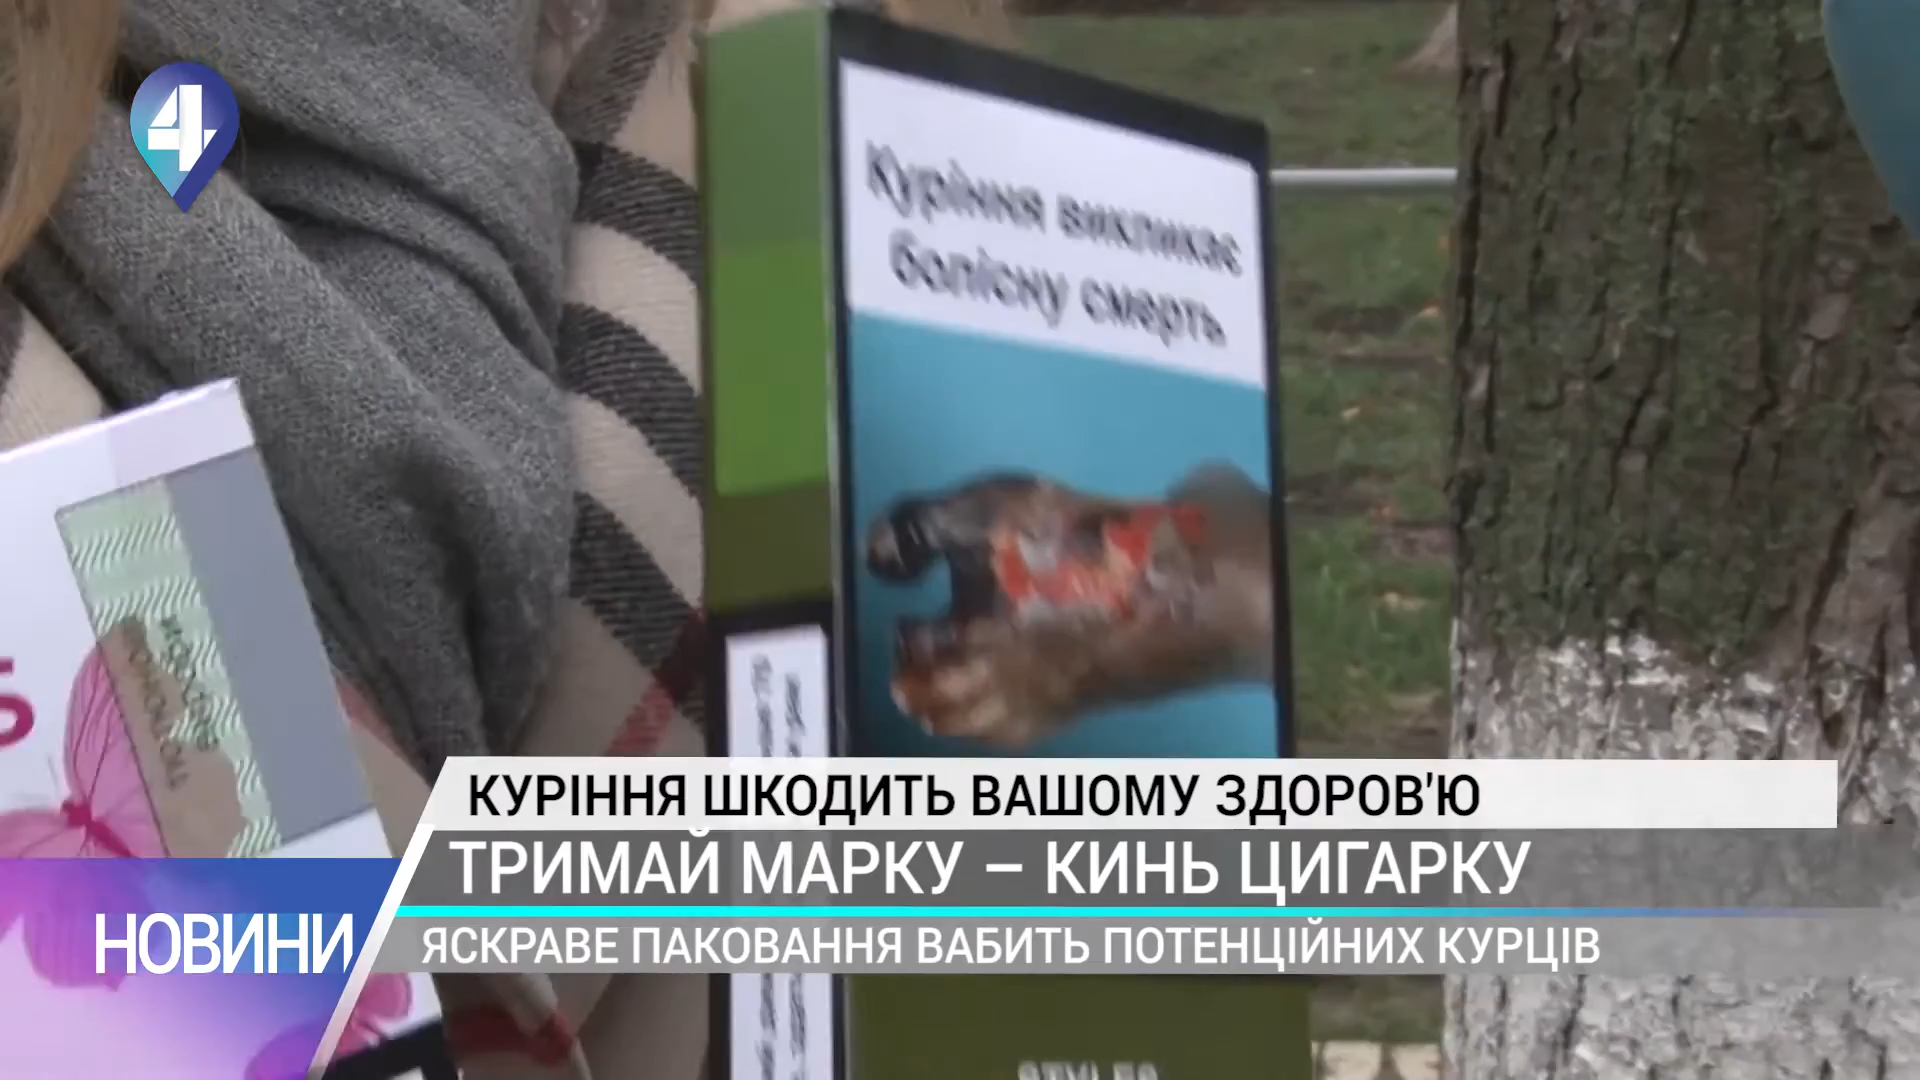 4
Куріння викликає
болісну смерть
КУРІННЯ ШКОДИТЬ ВАШОМУ ЗДОРОВ'Ю
ТРИМАЙ МАРКУ – КИНЬ ЦИГАРКУ
НОВИНИ
ЯСКРАВЕ ПАКОВАННЯ ВАБИТЬ ПОТЕНЦІЙНИХ КУРЦІВ